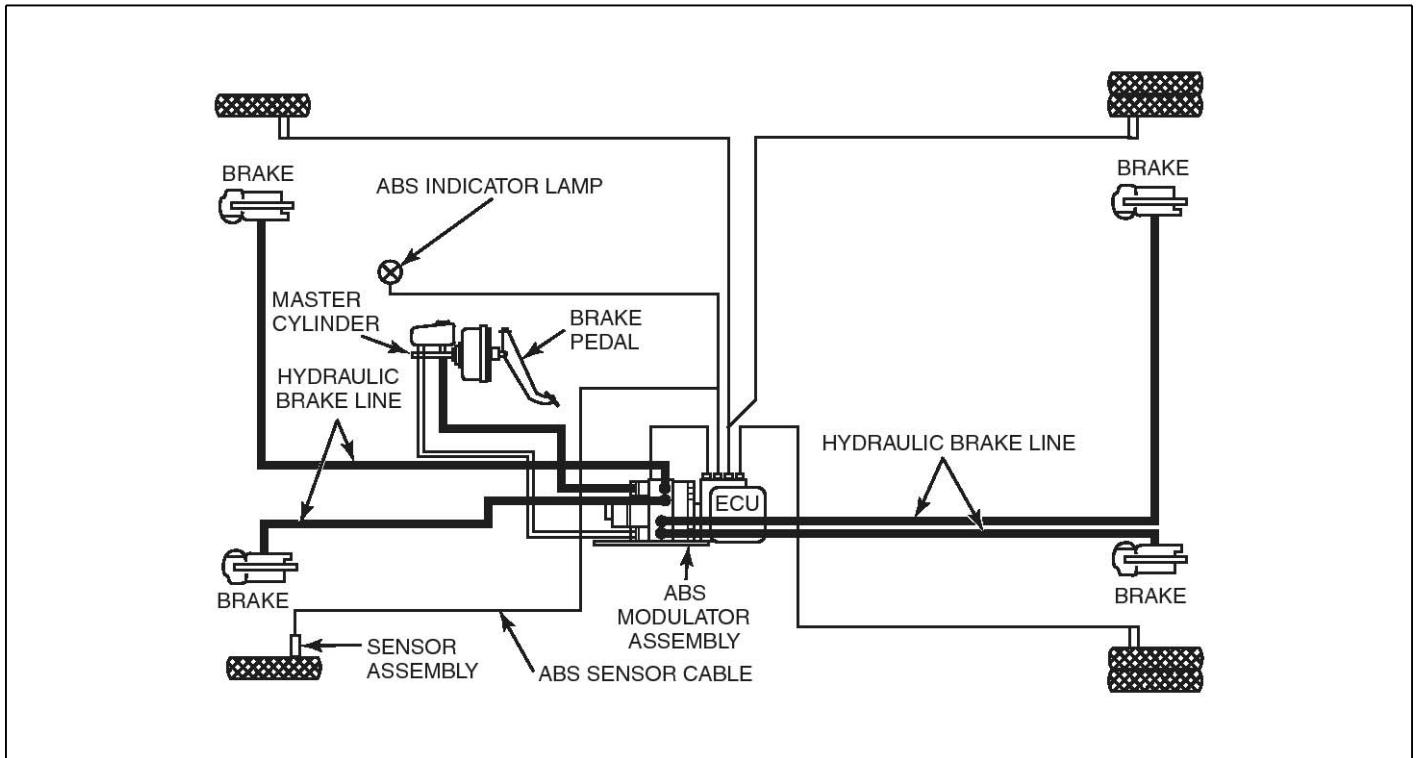 BRAKE
ABS INDICATOR LAMP
BRAKE
MASTER
CYLINDER
BRAKE
PEDAL
HYDRAULIC
BRAKE LINE
HYDRAULIC BRAKE LINE
ECU
BRAKE
ABS
MODULATOR
ASSEMBLY
BRAKE
SENSOR
ASSEMBLY
ABS SENSOR CABLE